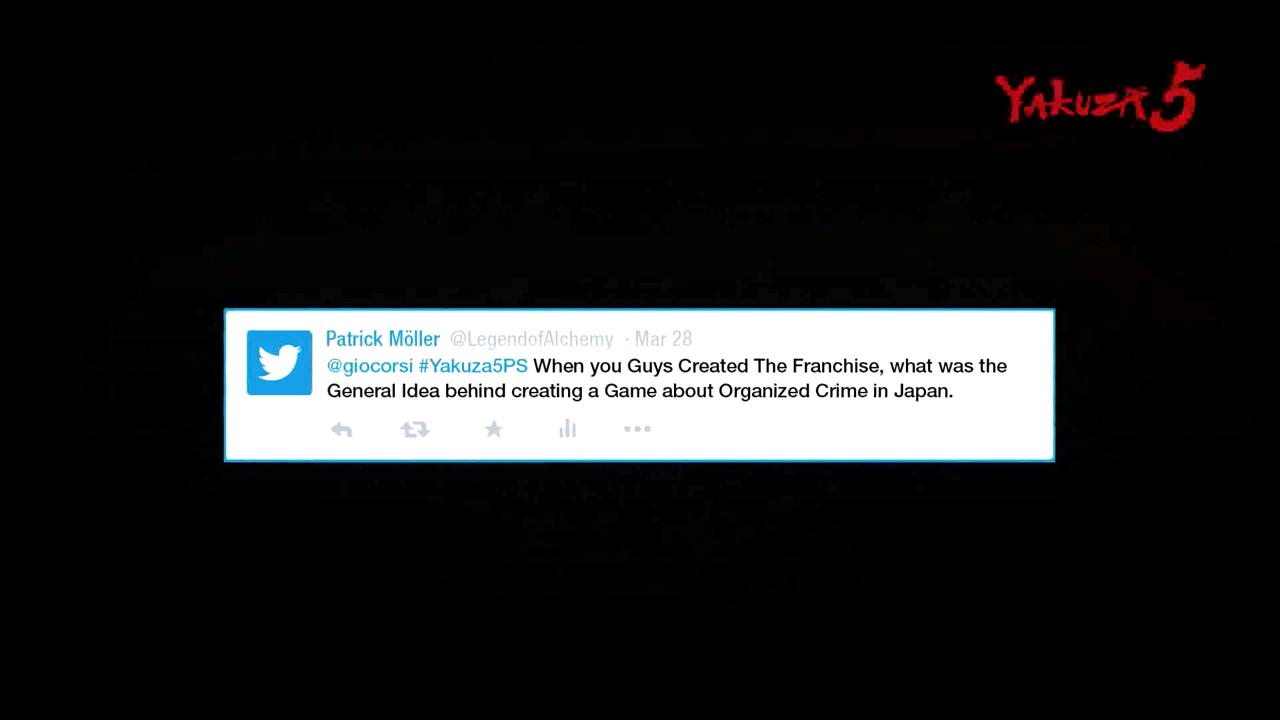 Yakuza 5
Patrick Möller @LegendofAlchemy · Mar 28
@giocorsi #Yakuza5PS When you Guys Created The Franchise, what was the
General Idea behind creating a Game about Organized Crime in Japan.